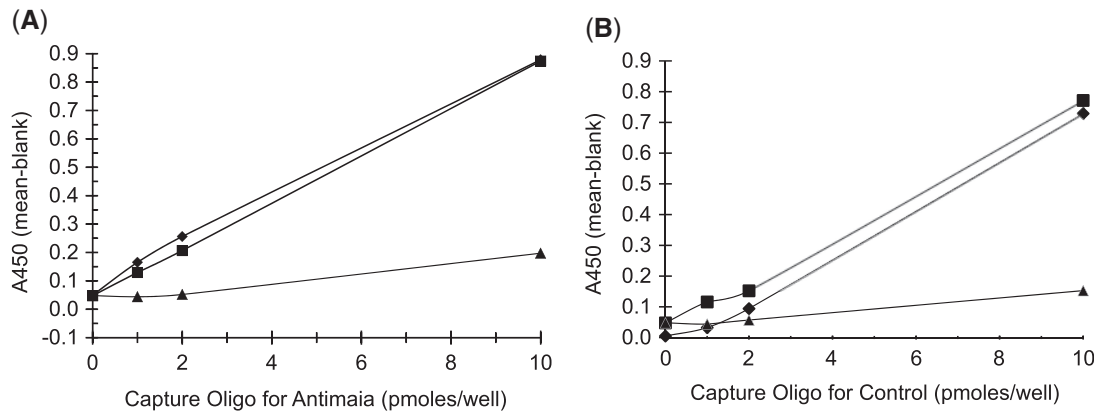 (A)
0.9
0.8
0.7
0.6
0.5
0.4
0.3
0.2
0.1
0.0
-0.1
A450 (mean-blank)
0 2 4 6 8 10
Capture Oligo for Antimaia (pmoles/well)
(B)
0.9
0.8
0.7
0.6
0.5
0.4
0.3
0.2
0.1
0.0
A450 (mean-blank)
0 2 4 6 8 10
Capture Oligo for Control (pmoles/well)